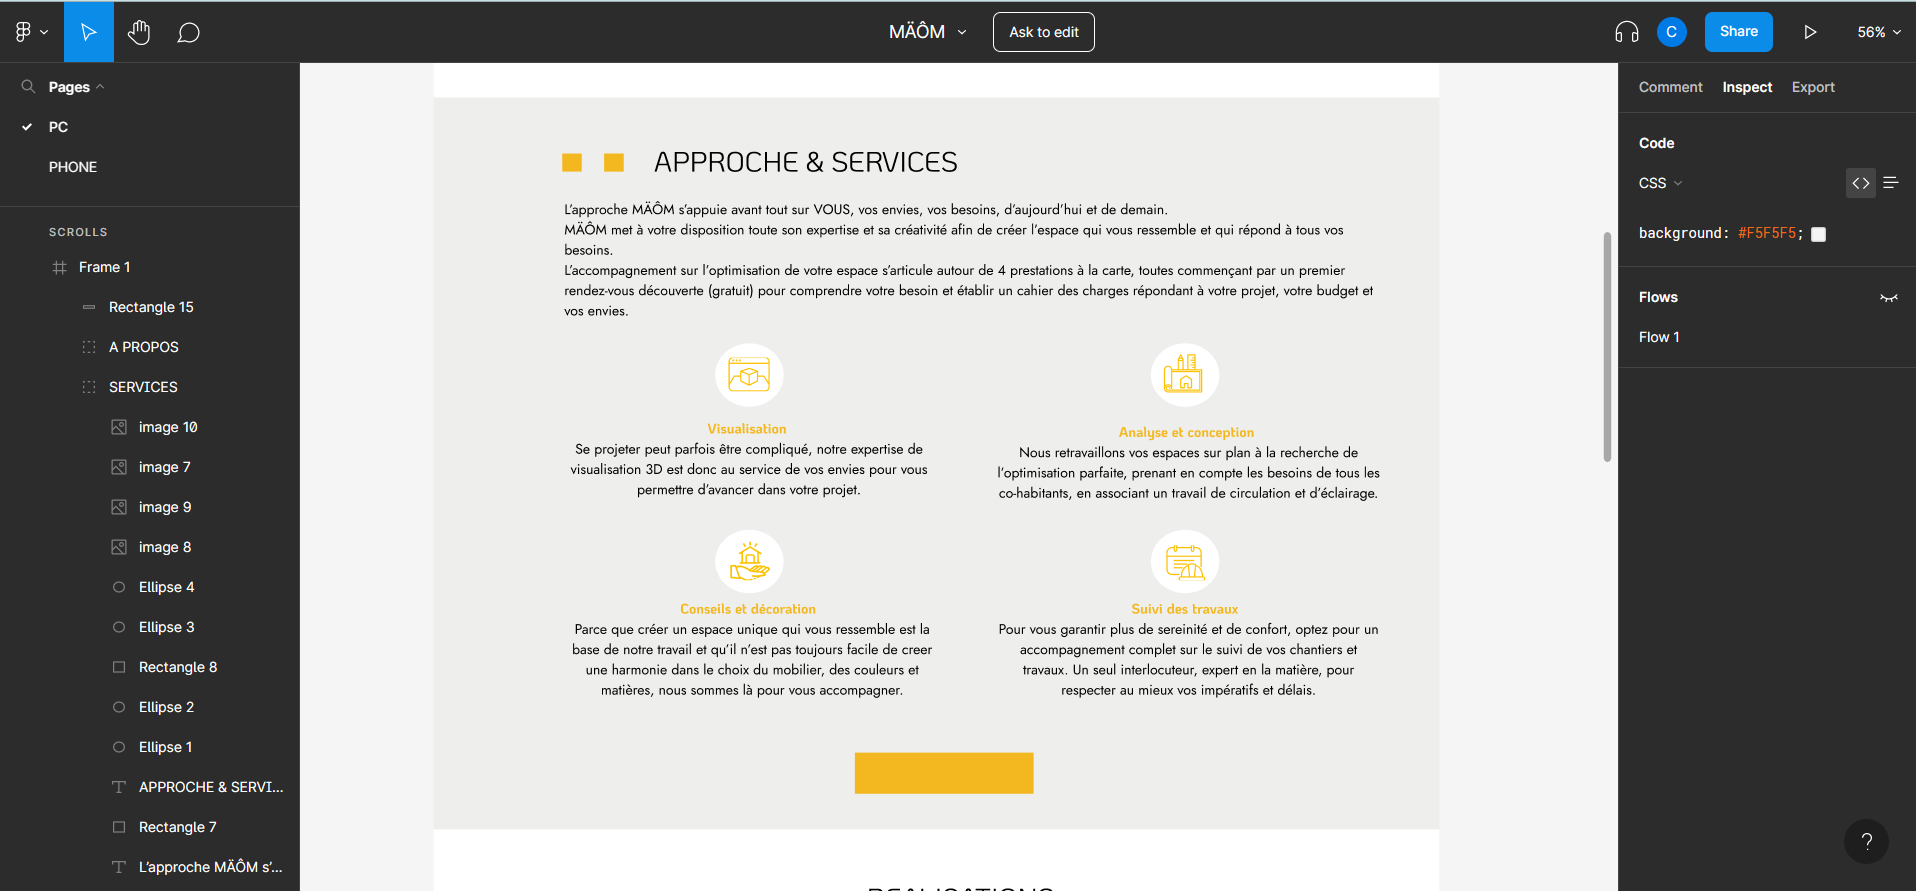 MÄÔM
Ask to edit
C
Share
56%
Pages
PC
PHONE
SCROLLS
Frame 1
Rectangle 15
A PROPOS
SERVICES
image 10
image 7
image 9
image 8
Ellipse 4
Ellipse 3
Rectangle 8
Ellipse 2
Ellipse 1
APPROCHE & SERVI...
Rectangle 7
L'approche MÄÔM s'...
APPROCHE & SERVICES
L'approche MÄÔM s'appuie avant tout sur VOUS, vos envies, vos besoins, d'aujourd'hui et de demain.
MÄÔM met à votre disposition toute son expertise et sa créativité afin de créer l'espace qui vous ressemble et qui répond à tous vos
besoins.
L'accompagnement sur l'optimisation de votre espace s'articule autour de 4 prestations à la carte, toutes commençant par un premier
rendez-vous découverte (gratuit) pour comprendre votre besoin et établir un cahier des charges répondant à votre projet, votre budget et
vos envies.
Visualisation
Se projeter peut parfois être compliqué, notre expertise de
visualisation 3D est donc au service de vos envies pour vous
permettre d'avancer dans votre projet.
Analyse et conception
Nous retravaillons vos espaces sur plan à la recherche de
l'optimisation parfaite, prenant en compte les besoins de tous les
co-habitants, en associant un travail de circulation et d'éclairage.
Conseils et décoration
Parce que créer un espace unique qui vous ressemble est la
base de notre travail et qu'il n'est pas toujours facile de creer
une harmonie dans le choix du mobilier, des couleurs et
matières, nous sommes là pour vous accompagner.
Suivi des travaux
Pour vous garantir plus de sereinité et de confort, optez pour un
accompagnement complet sur le suivi de vos chantiers et
travaux. Un seul interlocuteur, expert en la matière, pour
respecter au mieux vos impératifs et délais.
REALISATIONS
Comment Inspect Export
Code
CSS
background: #F5F5F5;
Flows
Flow 1
?